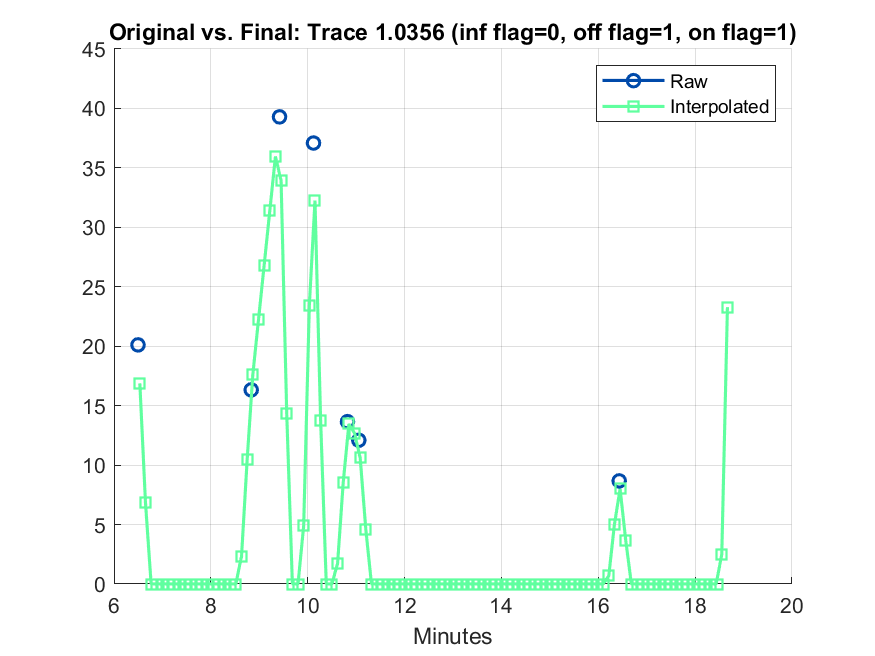 Original vs. Final: Trace 1.0356 (inf flag=0, off flag=1, on flag=1)
45
40
35
30
25
20
15
10
5
0
Raw
Interpolated
6 8 10 12 14 16 18 20
Minutes